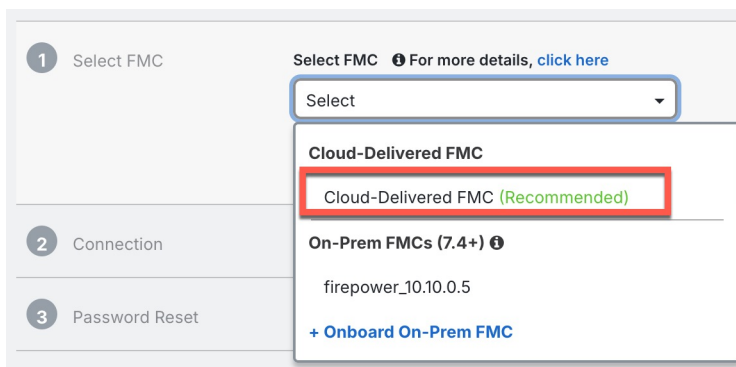 1 Select FMC
Select FMC For more details, click here
Select
Cloud-Delivered FMC
Cloud-Delivered FMC (Recommended)
2 Connection
On-Prem FMCs (7.4+)
firepower_10.10.0.5
3 Password Reset
+ Onboard On-Prem FMC